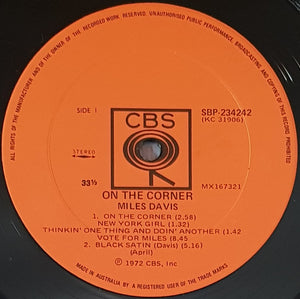 ALL RIGHTS OF THE MANUFACTURER AND OF THE OWNER OF THE RECORDED WORK RESERVED. UNAUTHORISED PUBLIC PERFORMANCE, BROADCASTING AND COPYING OF THIS RECORD PROHIBITED
SIDE 1
CBS
SBP-234242
(KC 31906)
STEREO
33⅓
MX167321
ON THE CORNER
MILES DAVIS
1. ON THE CORNER (2.58)
NEW YORK GIRL (1.32)
THINKIN' ONE THING AND DOIN' ANOTHER (1.42
VOTE FOR MILES (8.45
2. BLACK SATIN (Davis) (5.16)
(April)
℗ 1972 CBS, Inc
MADE IN AUSTRALIA BY A REGISTERED USER OF THE TRADE MARKS